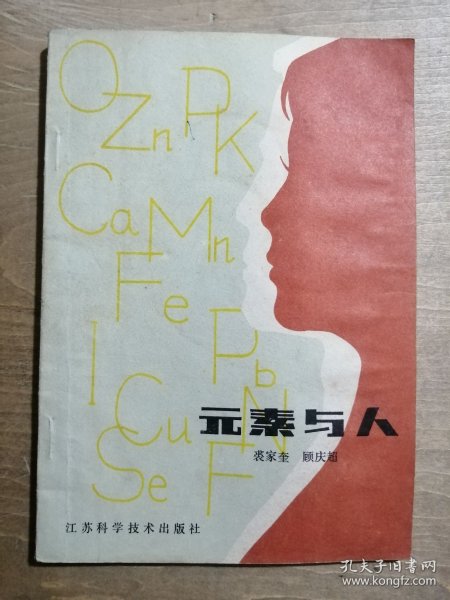 O Zn P K
Ca Mn
Fe
I Pb
Cu N
Se F
元素与人
裘家奎 顾庆超
江苏科学技术出版社
孔夫子旧书网
www.kongfz.com